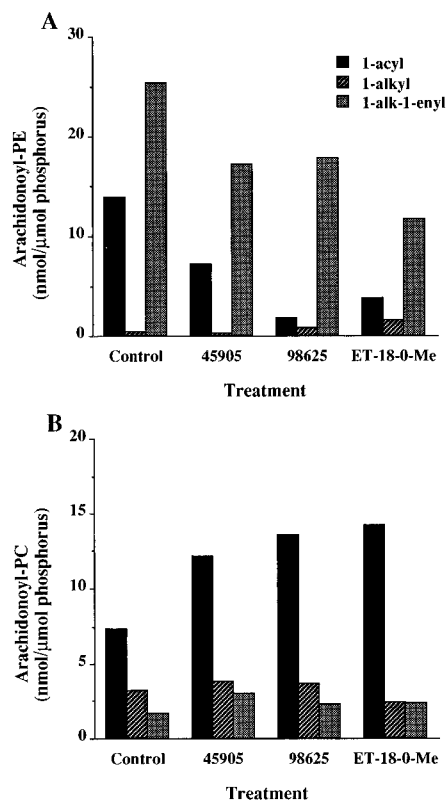 A
30
20
10
0
Arachidonoyl-PE
(nmol/μmol phosphorus)
1-acyl
1-alkyl
1-alk-1-enyl
Control 45905 98625 ET-18-0-Me
Treatment
B
20
15
10
5
0
Arachidonoyl-PC
(nmol/μmol phosphorus)
Control 45905 98625 ET-18-0-Me
Treatment